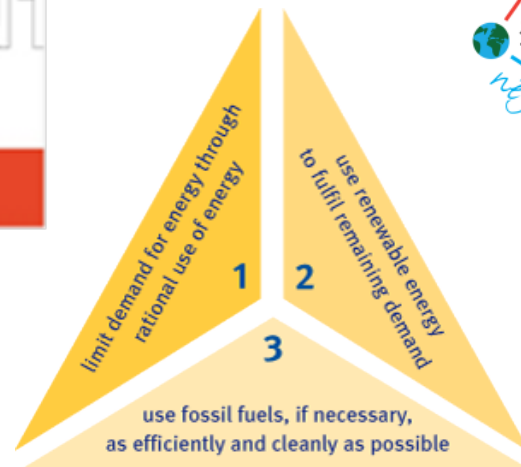 limit demand for energy through
rational use of energy
1
use renewable energy
to fulfil remaining demand
2
3
use fossil fuels, if necessary,
as efficiently and cleanly as possible